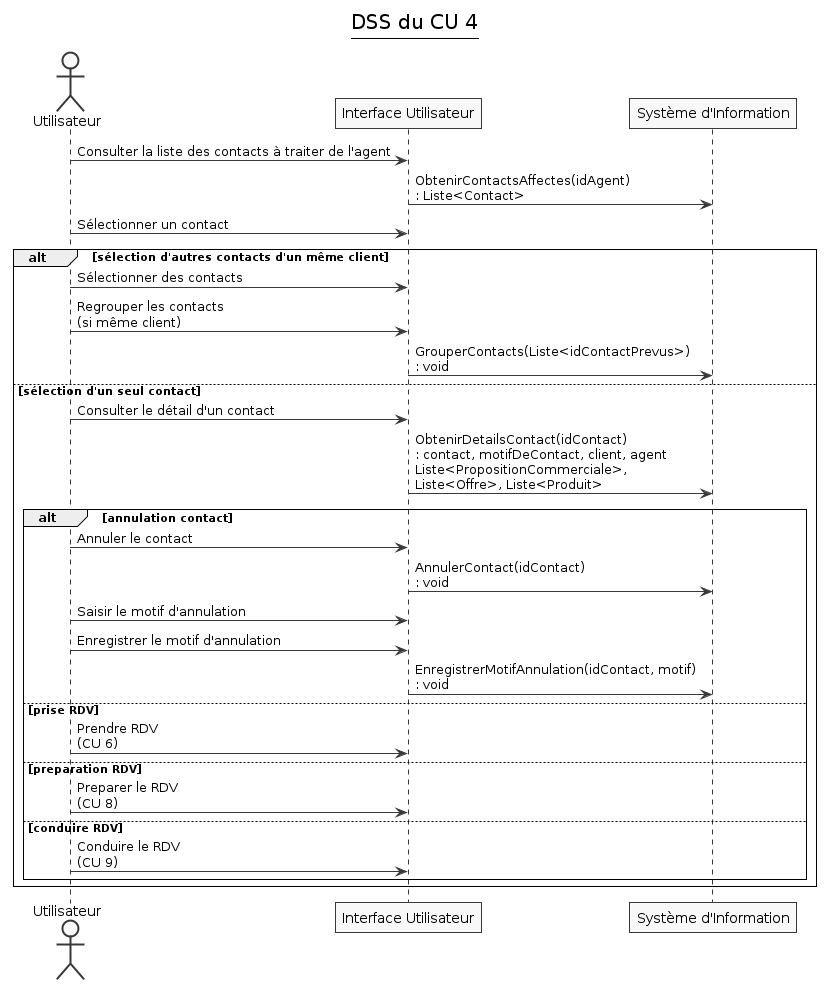 DSS du CU 4
Utilisateur
Interface Utilisateur
Système d'Information
Consulter la liste des contacts à traiter de l'agent
ObtenirContactsAffectes(idAgent)
: Liste<Contact>
Sélectionner un contact
alt
[sélection d'autres contacts d'un même client]
Sélectionner des contacts
Regrouper les contacts
(si même client)
GrouperContacts(Liste<idContactPrevus>)
: void
[sélection d'un seul contact]
Consulter le détail d'un contact
ObtenirDetailsContact(idContact)
: contact, motifDeContact, client, agent
Liste<PropositionCommerciale>,
Liste<Offre>, Liste<Produit>
alt
[annulation contact]
Annuler le contact
AnnulerContact(idContact)
: void
Saisir le motif d'annulation
Enregistrer le motif d'annulation
EnregistrerMotifAnnulation(idContact, motif)
: void
[prise RDV]
Prendre RDV
(CU 6)
[preparation RDV]
Preparer le RDV
(CU 8)
[conduire RDV]
Conduire le RDV
(CU 9)
Utilisateur
Interface Utilisateur
Système d'Information